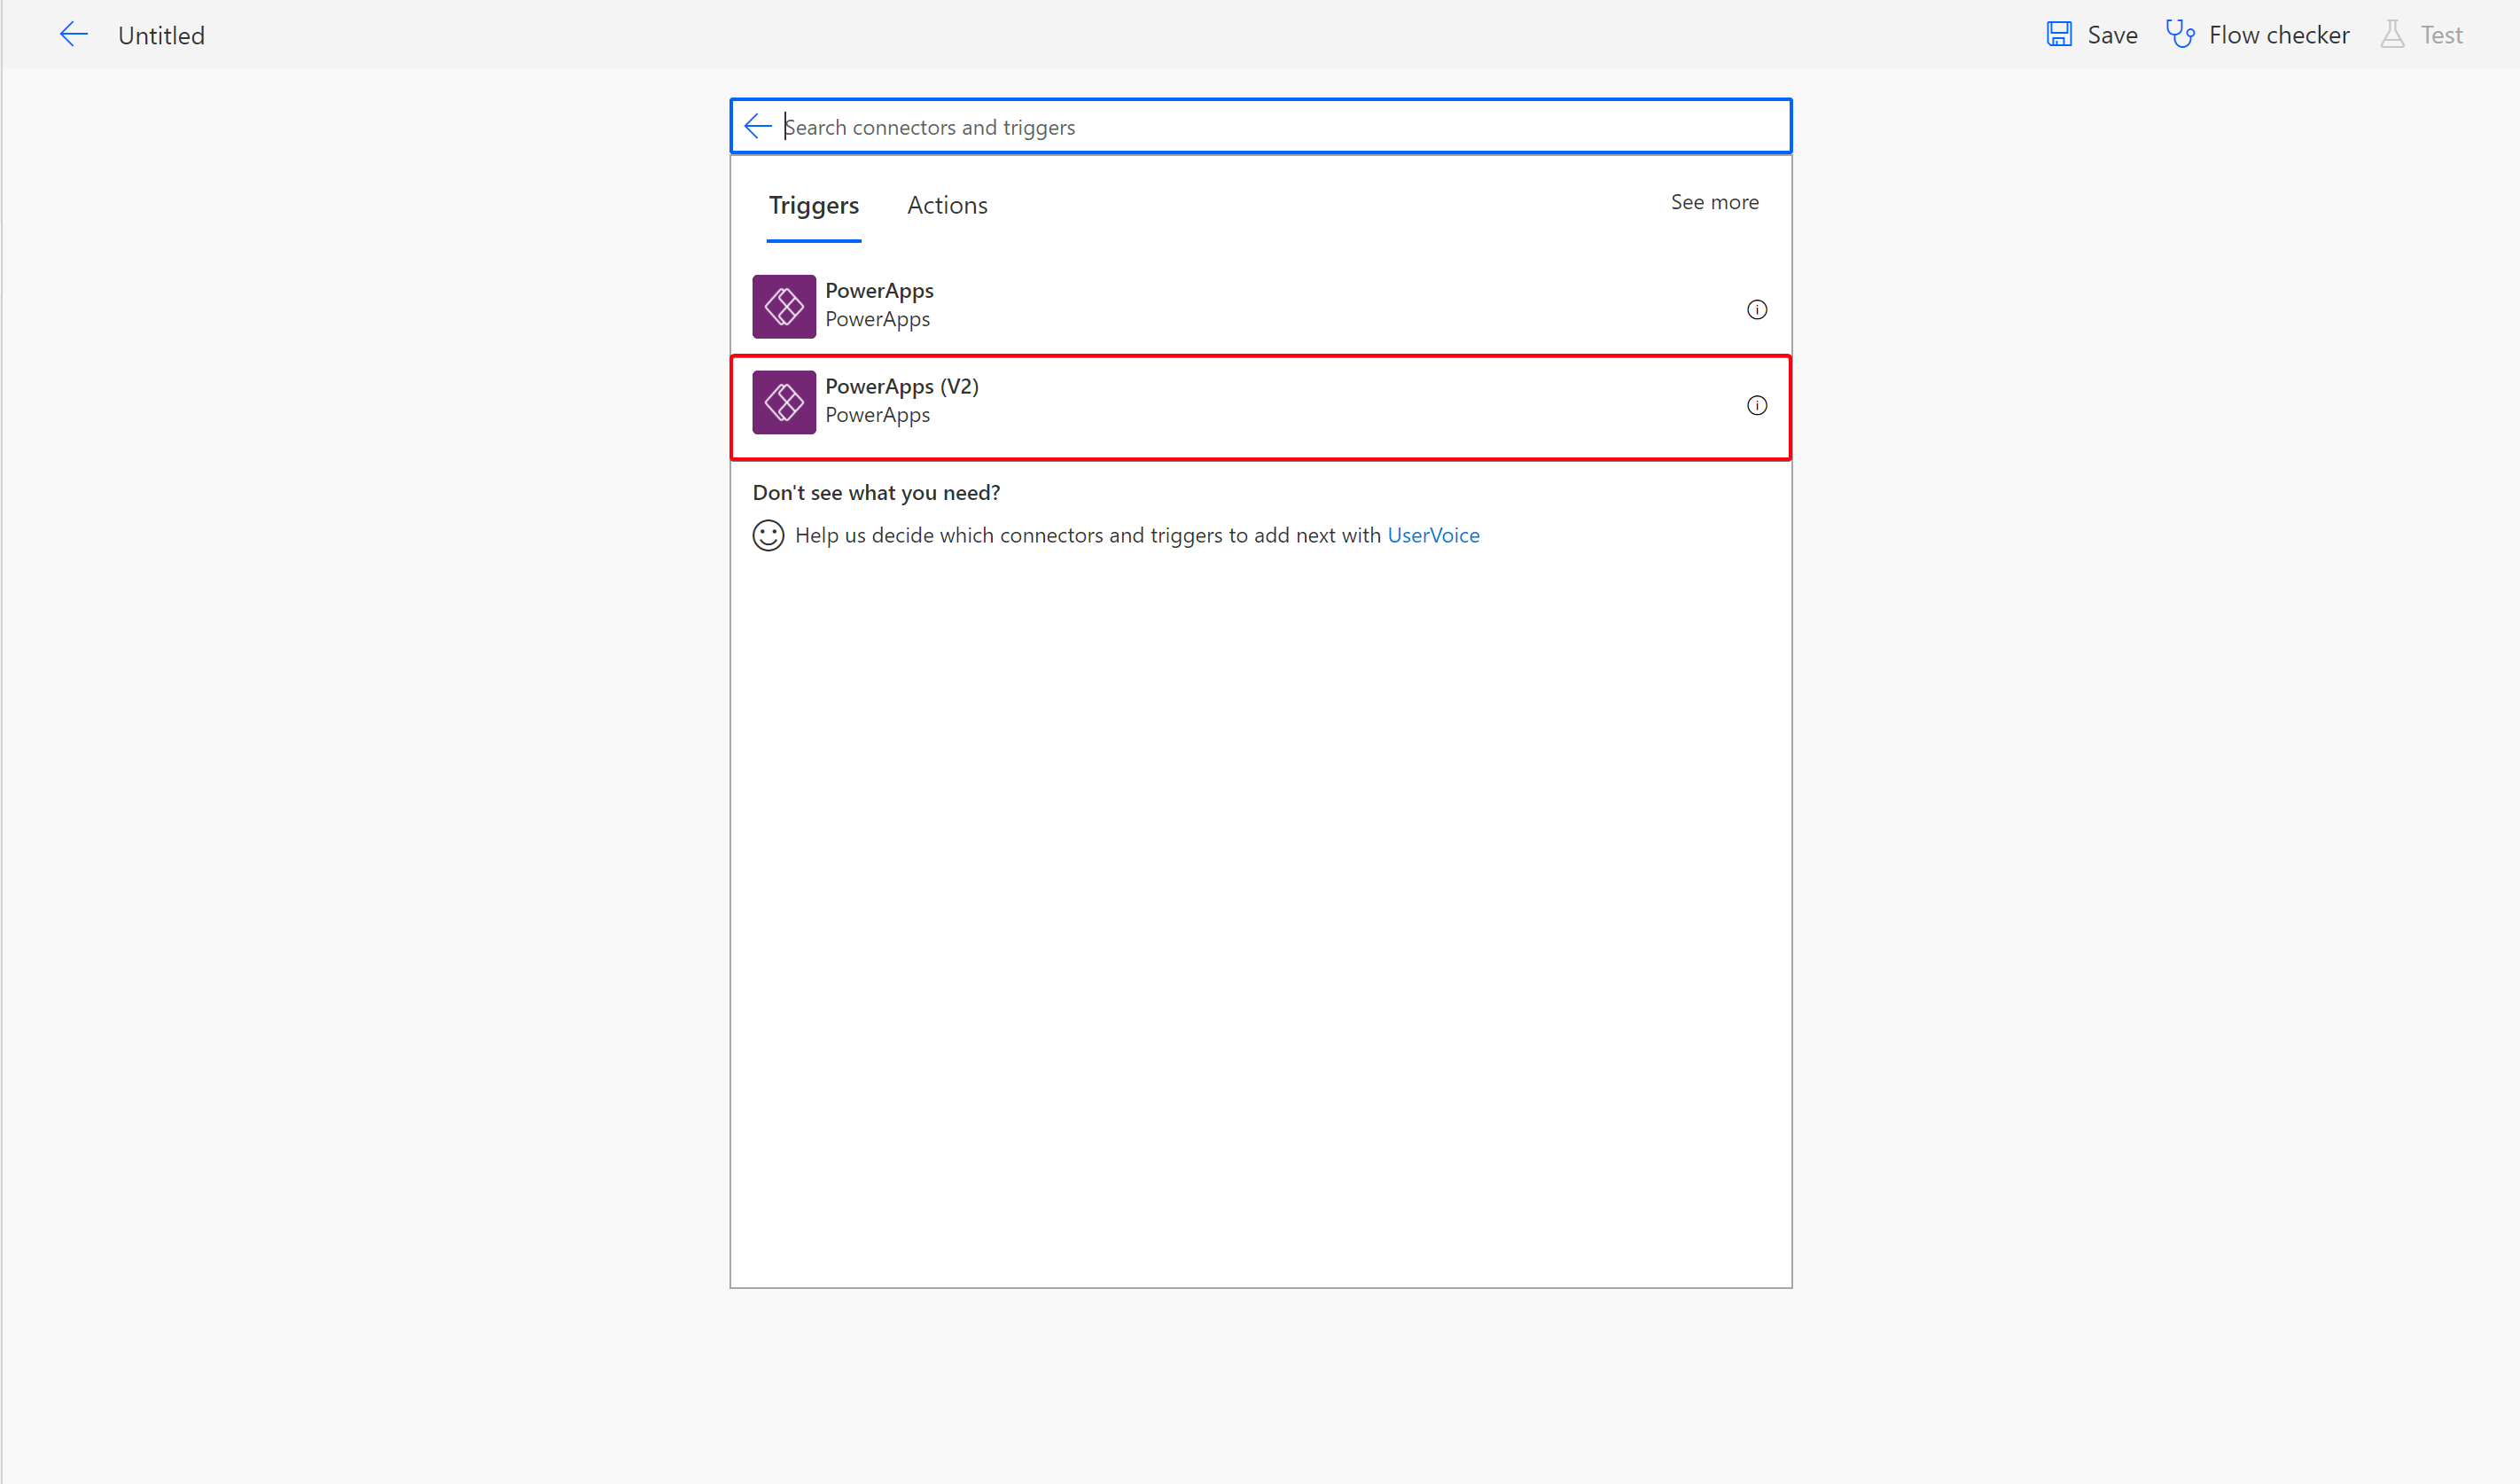 Untitled
Save
Flow checker
Test
Search connectors and triggers
Triggers
Actions
See more
PowerApps
PowerApps
PowerApps (V2)
PowerApps
Don't see what you need?
Help us decide which connectors and triggers to add next with UserVoice